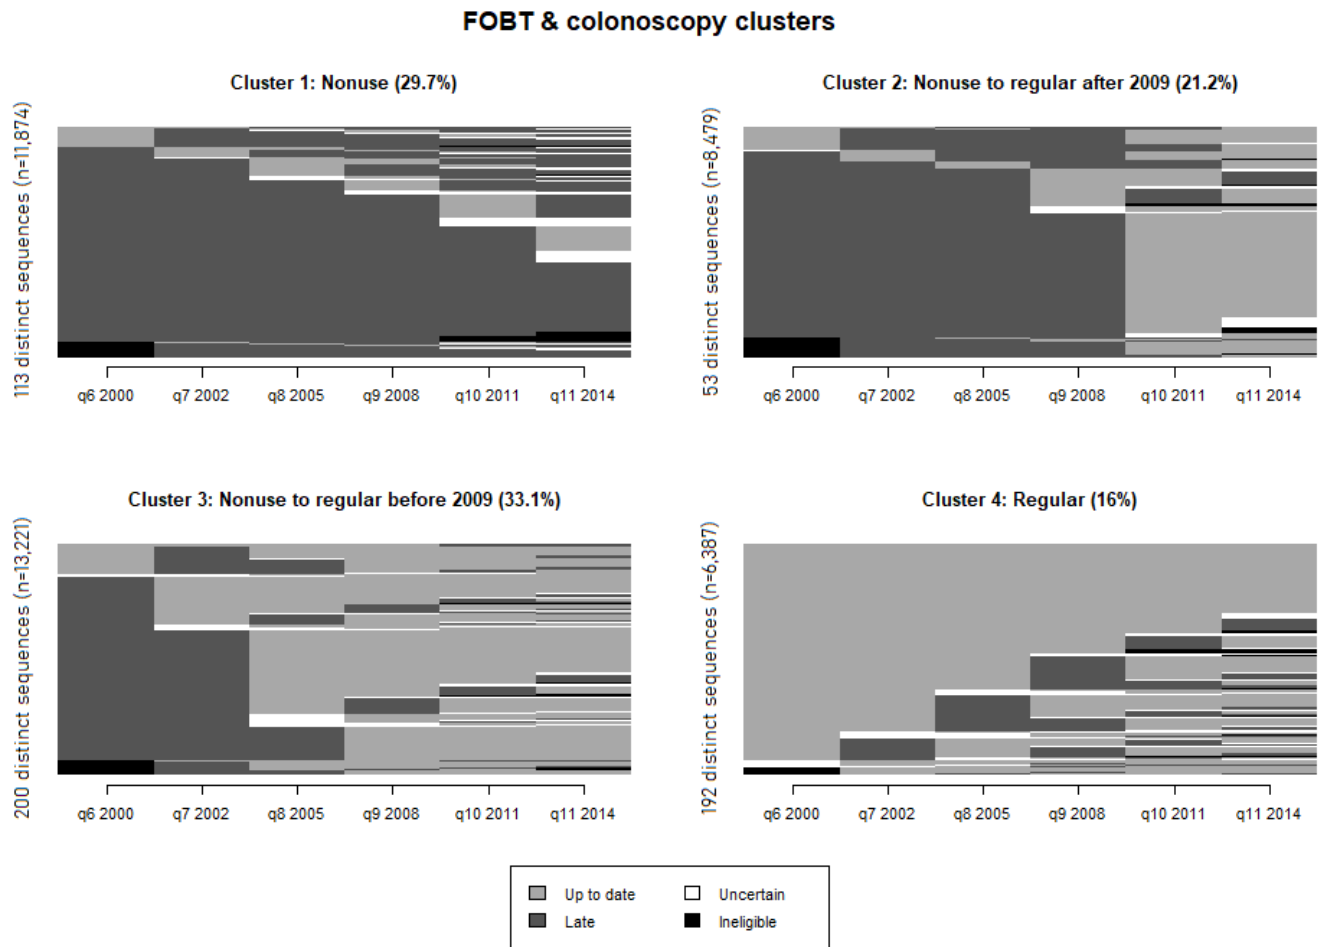 FOBT & colonoscopy clusters
Cluster 1: Nonuse (29.7%)
113 distinct sequences (n=11,874)
q6 2000 q7 2002 q8 2005 q9 2008 q10 2011 q11 2014
Cluster 2: Nonuse to regular after 2009 (21.2%)
53 distinct sequences (n=8,479)
q6 2000 q7 2002 q8 2005 q9 2008 q10 2011 q11 2014
Cluster 3: Nonuse to regular before 2009 (33.1%)
200 distinct sequences (n=13,221)
q6 2000 q7 2002 q8 2005 q9 2008 q10 2011 q11 2014
Cluster 4: Regular (16%)
192 distinct sequences (n=6,387)
q6 2000 q7 2002 q8 2005 q9 2008 q10 2011 q11 2014
Up to date Uncertain
Late Ineligible